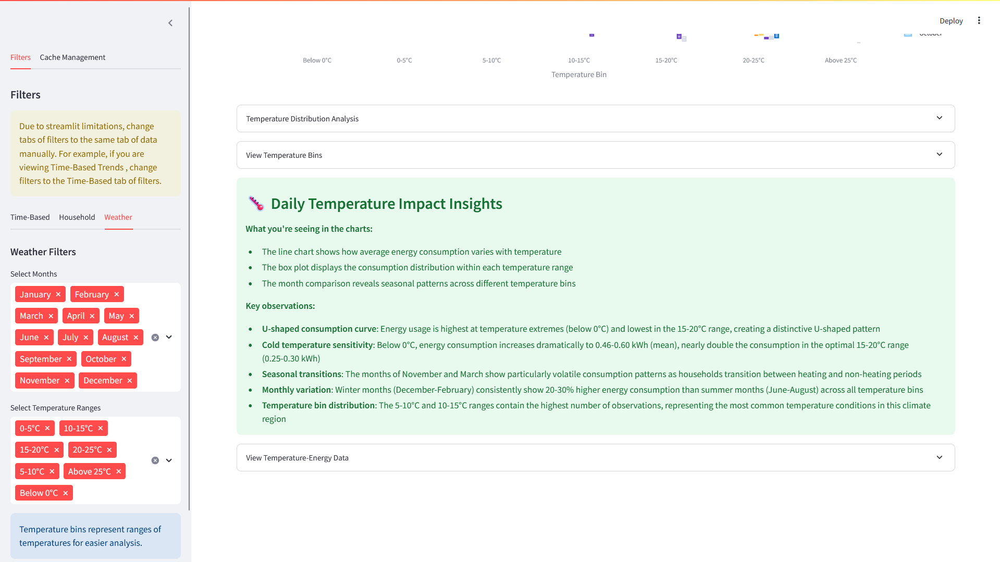 Deploy
Filters
Cache Management
Filters
Due to streamlit limitations, change
tabs of filters to the same tab of data
manually. For example, if you are
viewing Time-Based Trends , change
filters to the Time-Based tab of filters.
Time-Based
Household
Weather
Weather Filters
Select Months
January
February
March
April
May
June
July
August
September
October
November
December
Select Temperature Ranges
0-5°C
10-15°C
15-20°C
20-25°C
5-10°C
Above 25°C
Below 0°C
Temperature bins represent ranges of
temperatures for easier analysis.
October
Below 0°C
0-5°C
5-10°C
10-15°C
15-20°C
20-25°C
Above 25°C
Temperature Bin
Temperature Distribution Analysis
View Temperature Bins
Daily Temperature Impact Insights
What you're seeing in the charts:
The line chart shows how average energy consumption varies with temperature
The box plot displays the consumption distribution within each temperature range
The month comparison reveals seasonal patterns across different temperature bins
Key observations:
U-shaped consumption curve: Energy usage is highest at temperature extremes (below 0°C) and lowest in the 15-20°C range, creating a distinctive U-shaped pattern
Cold temperature sensitivity: Below 0°C, energy consumption increases dramatically to 0.46-0.60 kWh (mean), nearly double the consumption in the optimal 15-20°C range
(0.25-0.30 kWh)
Seasonal transitions: The months of November and March show particularly volatile consumption patterns as households transition between heating and non-heating periods
Monthly variation: Winter months (December-February) consistently show 20-30% higher energy consumption than summer months (June-August) across all temperature bins
Temperature bin distribution: The 5-10°C and 10-15°C ranges contain the highest number of observations, representing the most common temperature conditions in this climate
region
View Temperature-Energy Data